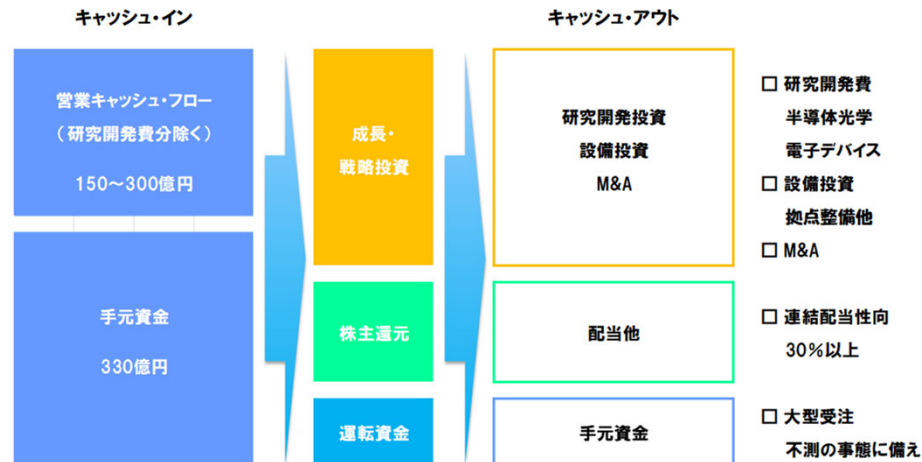 キャッシュ・イン
キャッシュ・アウト
営業キャッシュ・フロー
（研究開発費分除く）
150～300億円
手元資金
330億円
成長・
戦略投資
株主還元
運転資金
研究開発投資
設備投資
M&A
配当他
手元資金
□ 研究開発費
半導体光学
電子デバイス
□ 設備投資
拠点整備他
□ M&A
□ 連結配当性向
30％以上
□ 大型受注
不測の事態に備え